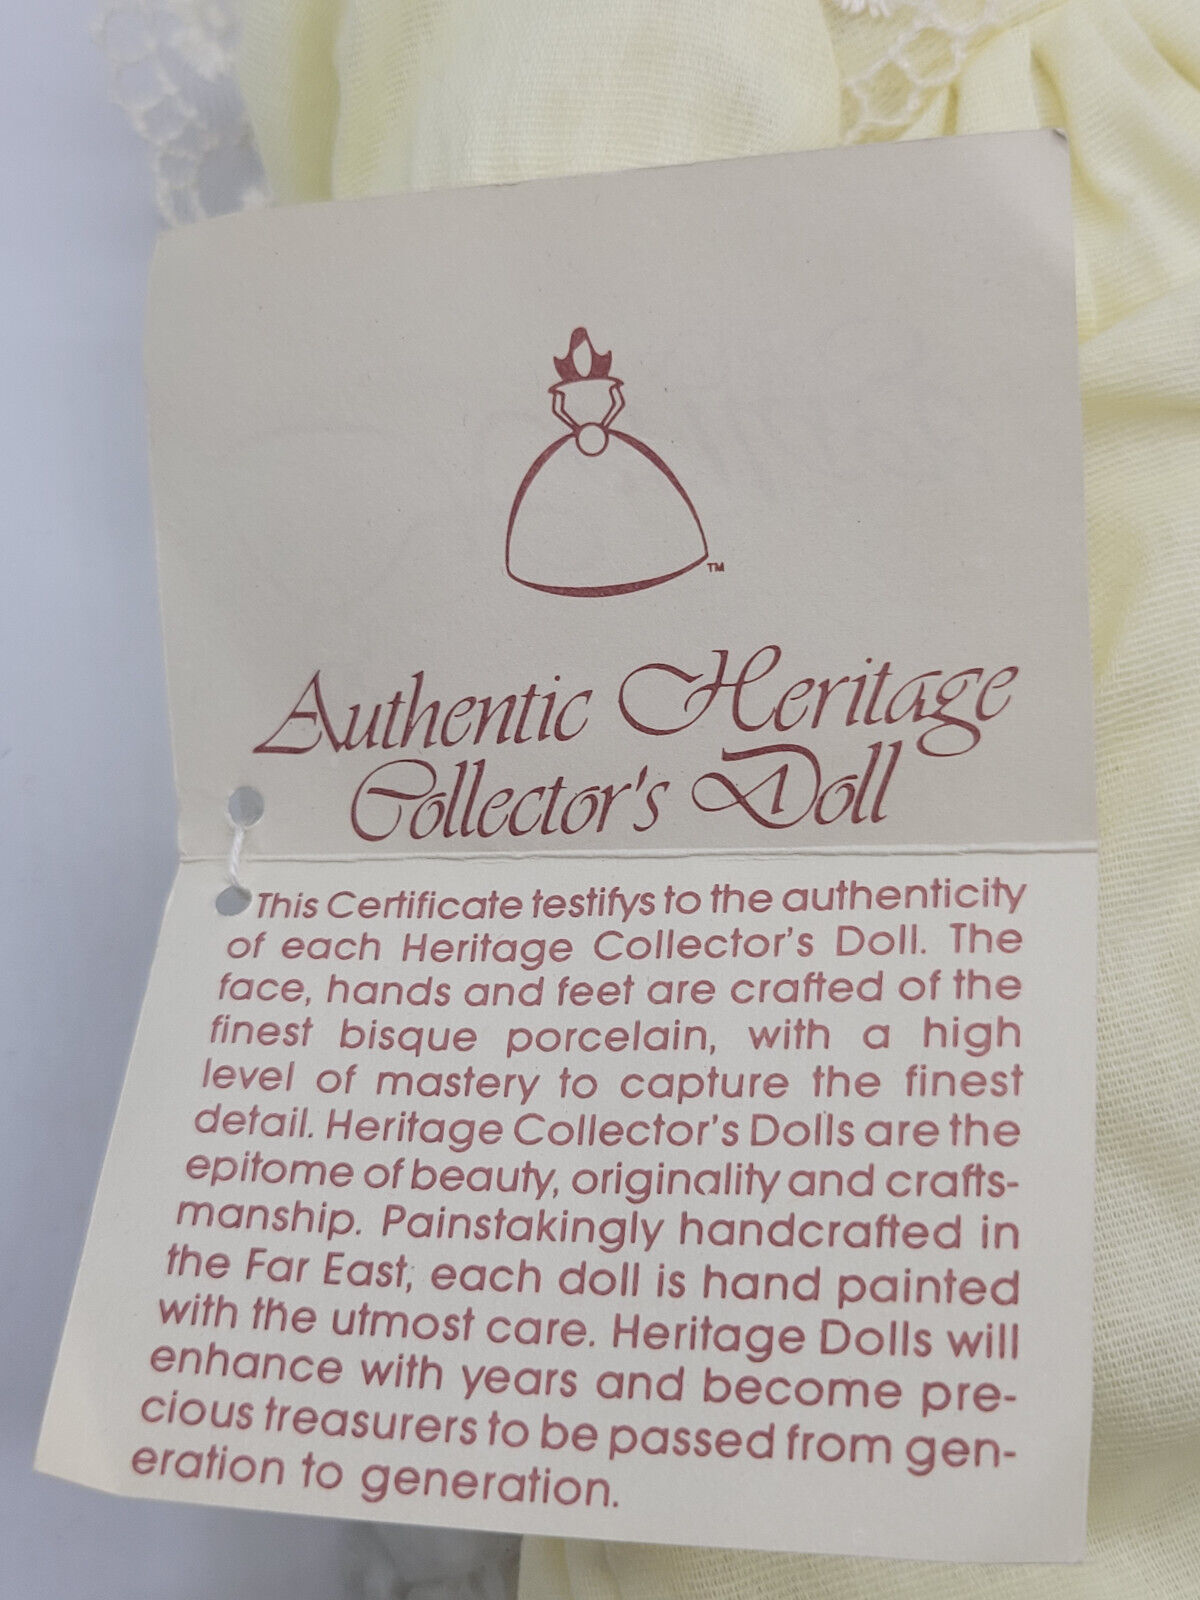 TM
Authentic Heritage
Collector's Doll
This Certificate testifys to the authenticity
of each Heritage Collector's Doll. The
face, hands and feet are crafted of the
finest bisque porcelain, with a high
level of mastery to capture the finest
detail. Heritage Collector's Dolls are the
epitome of beauty, originality and crafts-
manship. Painstakingly handcrafted in
the Far East, each doll is hand painted
with the utmost care. Heritage Dolls will
enhance with years and become pre-
cious treasurers to be passed from gen-
eration to generation.